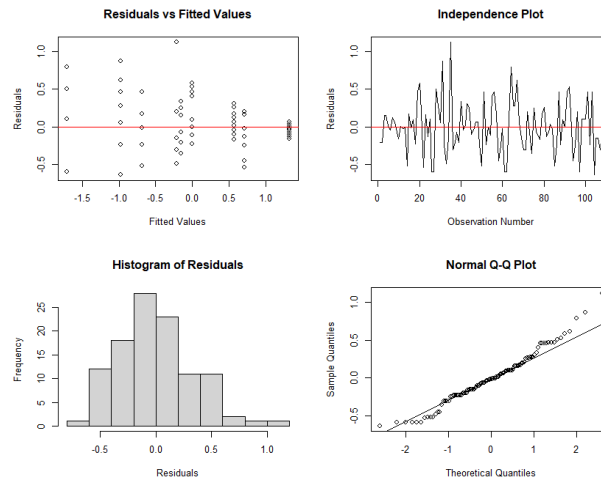 Residuals vs Fitted Values
Residuals
-0.5 0.0 0.5 1.0
-1.5 -1.0 -0.5 0.0 0.5 1.0
Fitted Values
Independence Plot
Residuals
-0.5 0.0 0.5 1.0
0 20 40 60 80 100
Observation Number
Histogram of Residuals
Frequency
0 5 10 15 20 25
-0.5 0.0 0.5 1.0
Residuals
Normal Q-Q Plot
Sample Quantiles
-0.5 0.0 0.5 1.0
-2 -1 0 1 2
Theoretical Quantiles